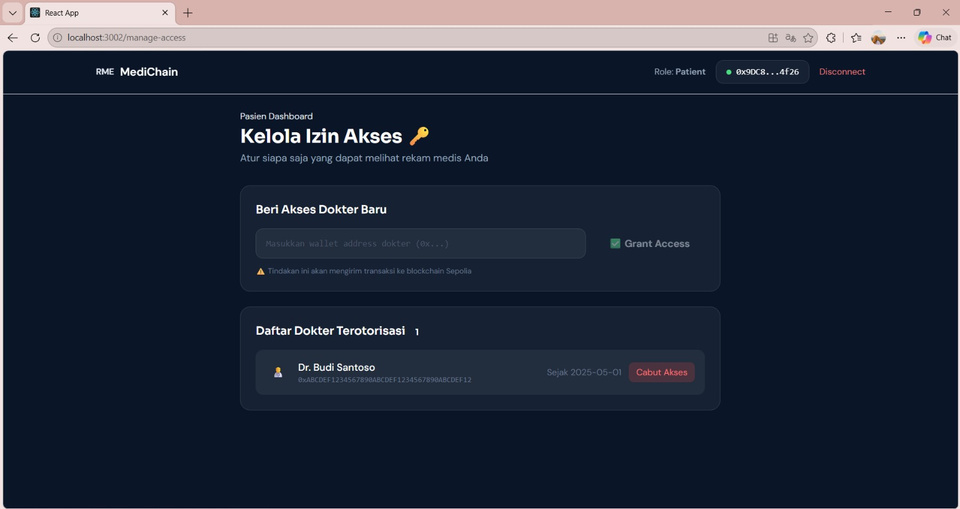 React App
localhost:3002/manage-access
Chat
RME MediChain
Role: Patient
0x9DC8...4f26
Disconnect
Pasien Dashboard
Kelola Izin Akses
Atur siapa saja yang dapat melihat rekam medis Anda
Beri Akses Dokter Baru
Masukkan wallet address dokter (0x...)
Grant Access
Tindakan ini akan mengirim transaksi ke blockchain Sepolia
Daftar Dokter Terotorisasi 1
Dr. Budi Santoso
0xABCDEF1234567890ABCDEF1234567890ABCDEF12
Sejak 2025-05-01
Cabut Akses